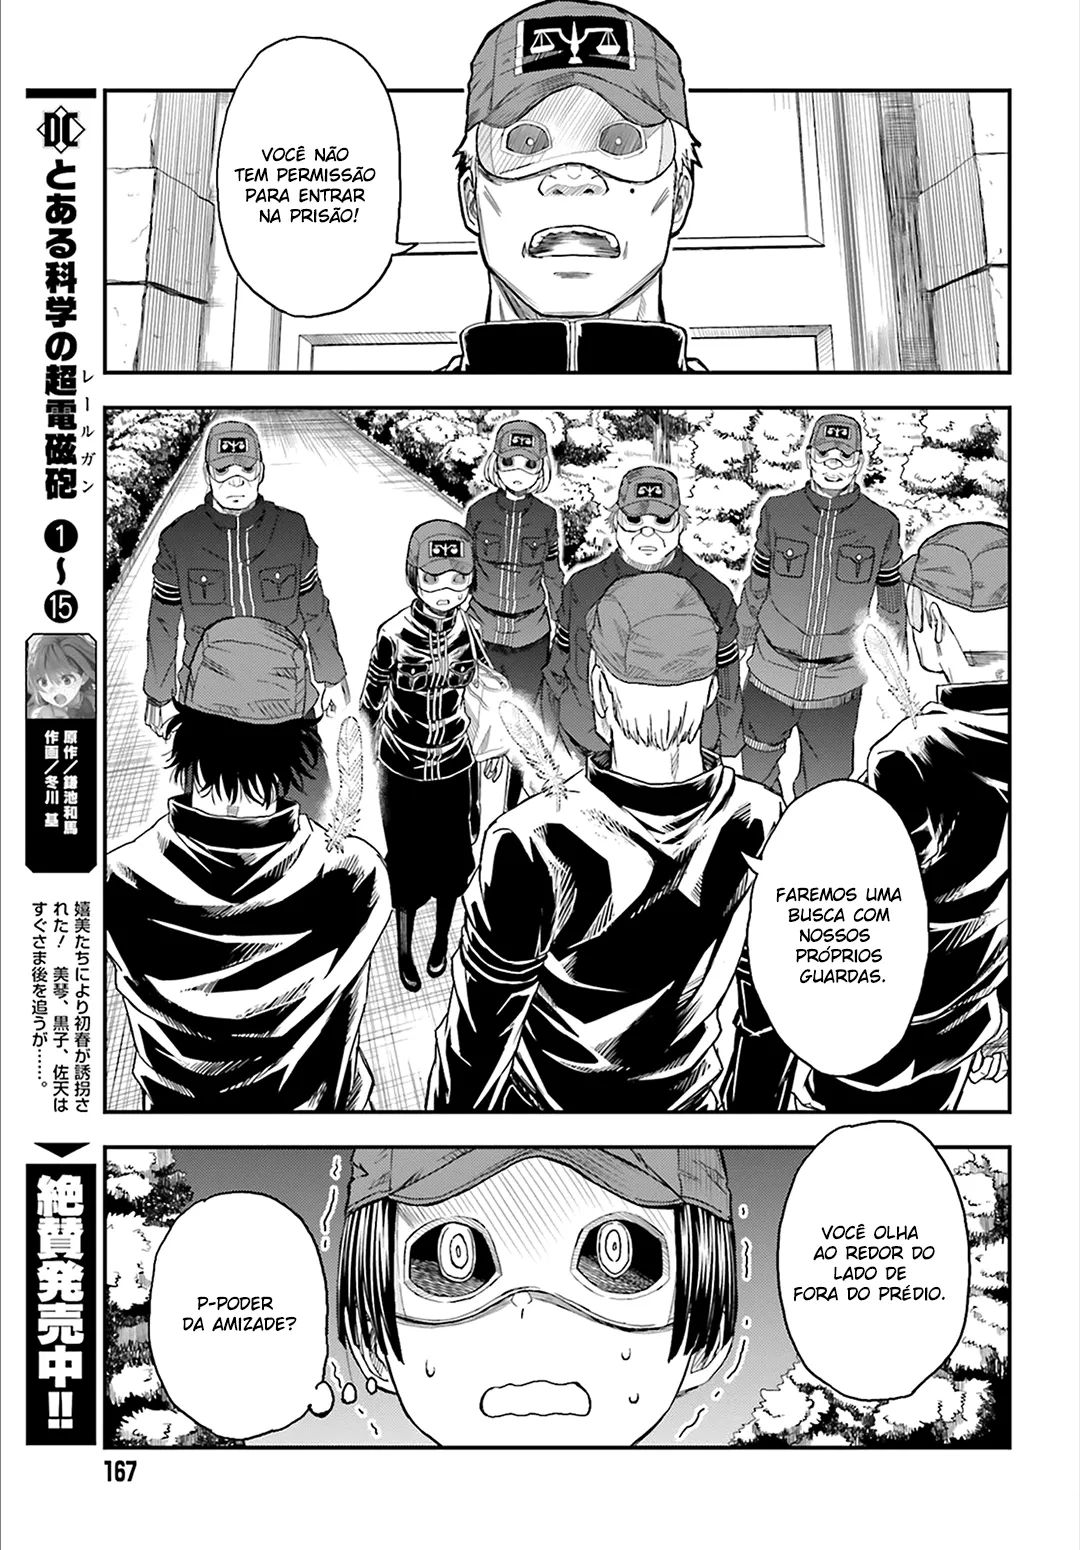 VOCÊ NÃO
TEM PERMISSÃO
PARA ENTRAR
NA PRISÃO!
FAREMOS UMA
BUSCA COM
NOSSOS
PRÓPRIOS
GUARDAS.
VOCÊ OLHA
AO REDOR DO
LADO DE
FORA DO PRÉDIO.
P-PODER
DA AMIZADE?
DC
とある科学の超電磁砲
レールガン
❶〜⓯
原作/鎌池和馬
作画/冬川 基
嬉美たちにより初春が誘拐さ
れた! 美琴、黒子、佐天は
すぐさま後を追うが……。
絶賛発売中!!
167